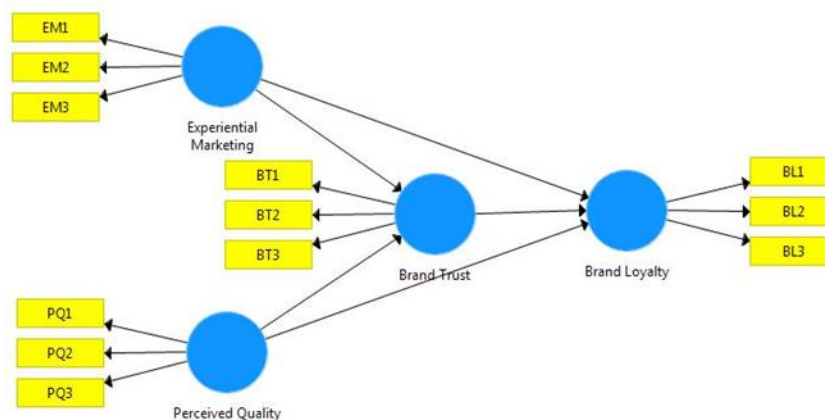 EM1
EM2
EM3
Experiential
Marketing
BT1
BT2
BT3
Brand Trust
BL1
BL2
BL3
Brand Loyalty
PQ1
PQ2
PQ3
Perceived Quality